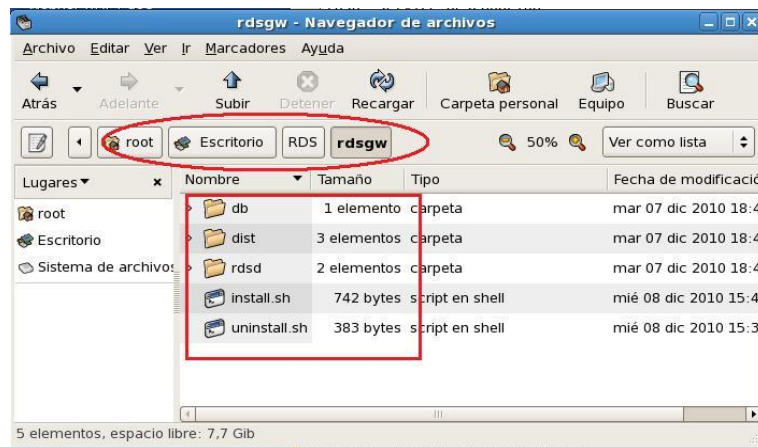 rdsgw - Navegador de archivos
Archivo Editar Ver Ir Marcadores Ayuda
Atrás Adelante Subir Detener Recargar Carpeta personal Equipo Buscar
root Escritorio RDS rdsgw 50% Ver como lista
Lugares Nombre Tamaño Tipo Fecha de modificació
root
Escritorio
Sistema de archivos
db 1 elemento carpeta mar 07 dic 2010 18:4
dist 3 elementos carpeta mar 07 dic 2010 18:4
rdsd 2 elementos carpeta mar 07 dic 2010 18:4
install.sh 742 bytes script en shell mié 08 dic 2010 15:4
uninstall.sh 383 bytes script en shell mié 08 dic 2010 15:3
5 elementos, espacio libre: 7,7 Gib